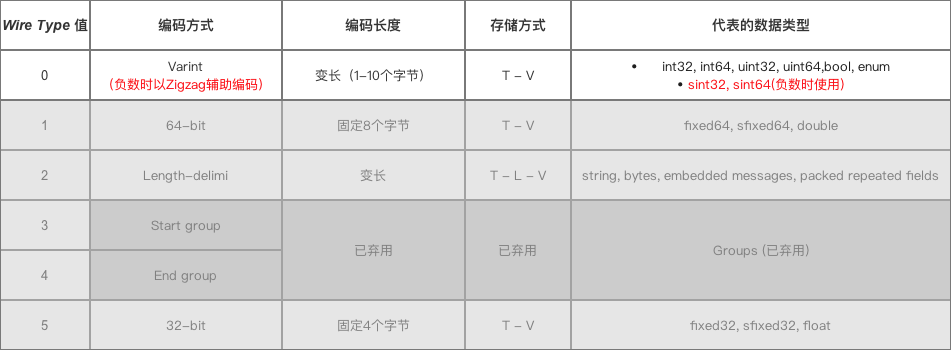 Wire Type 值 编码方式 编码长度 存储方式 代表的数据类型
0 Varint
（负数时以Zigzag辅助编码） 变长（1-10个字节） T - V • int32, int64, uint32, uint64,bool, enum
• sint32, sint64(负数时使用)
1 64-bit 固定8个字节 T - V fixed64, sfixed64, double
2 Length-delimi 变长 T - L - V string, bytes, embedded messages, packed repeated fields
3 Start group 已弃用 已弃用 Groups (已弃用)
4 End group
5 32-bit 固定4个字节 T - V fixed32, sfixed32, float